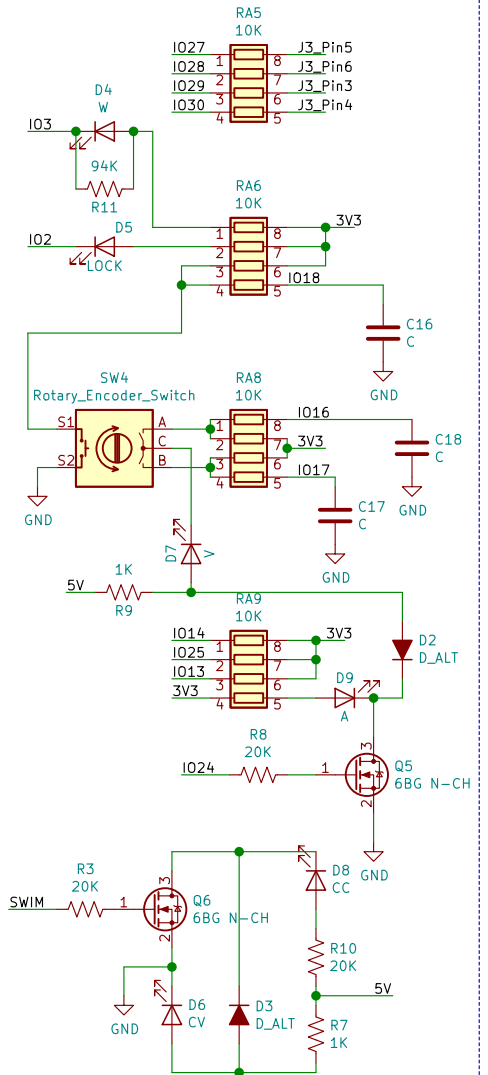 RA5
10K
IO27 1 8 J3_Pin5
IO28 2 7 J3_Pin6
IO29 3 6 J3_Pin3
IO30 4 5 J3_Pin4
D4
W
IO3
94K
R11
RA6
10K
D5
IO2
LOCK
1 8 3V3
2 7
3 6
4 5 IO18
C16
C
GND
SW4
Rotary_Encoder_Switch
RA8
10K
S1 A
C
S2 B
GND
1 8 IO16
2 7 3V3
3 6
4 5 IO17
C18
C
GND
C17
C
GND
D7
V
5V
1K
R9
RA9
10K
IO14 1 8 3V3
IO25 2 7
IO13 3 6
3V3 4 5
D2
D_ALT
D9
A
R8
20K
IO24
1
3
2
Q5
6BG N-CH
GND
R3
20K
SWIM
1
3
2
Q6
6BG N-CH
D8
CC
R10
20K
5V
GND
D6
CV
D3
D_ALT
R7
1K